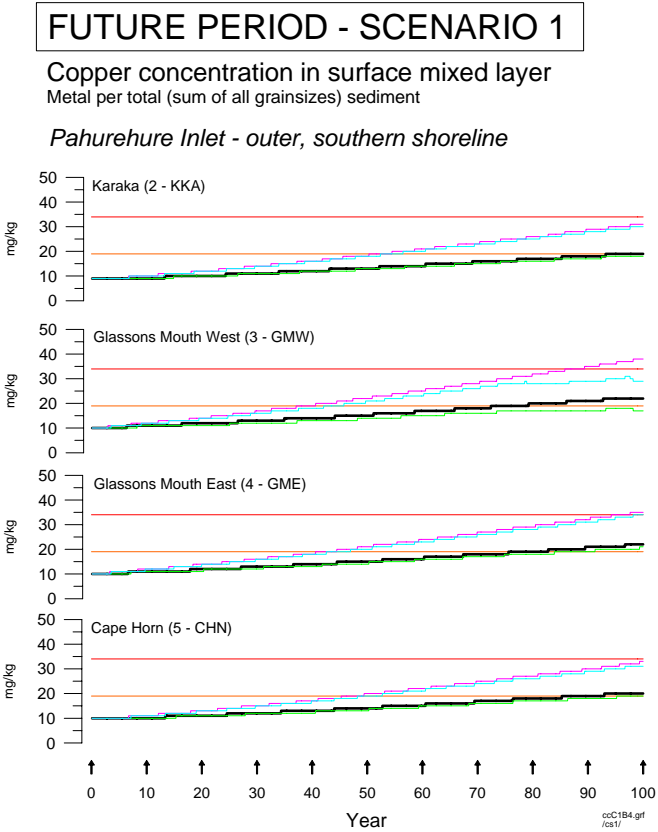 FUTURE PERIOD - SCENARIO 1
Copper concentration in surface mixed layer
Metal per total (sum of all grainsizes) sediment
Pahurehure Inlet - outer, southern shoreline
Karaka (2 - KKA)
50
40
30
20
10
0
mg/kg
Glassons Mouth West (3 - GMW)
50
40
30
20
10
0
mg/kg
Glassons Mouth East (4 - GME)
50
40
30
20
10
0
mg/kg
Cape Horn (5 - CHN)
50
40
30
20
10
0
mg/kg
0 10 20 30 40 50 60 70 80 90 100
Year
ccC1B4.grf
/cs1/